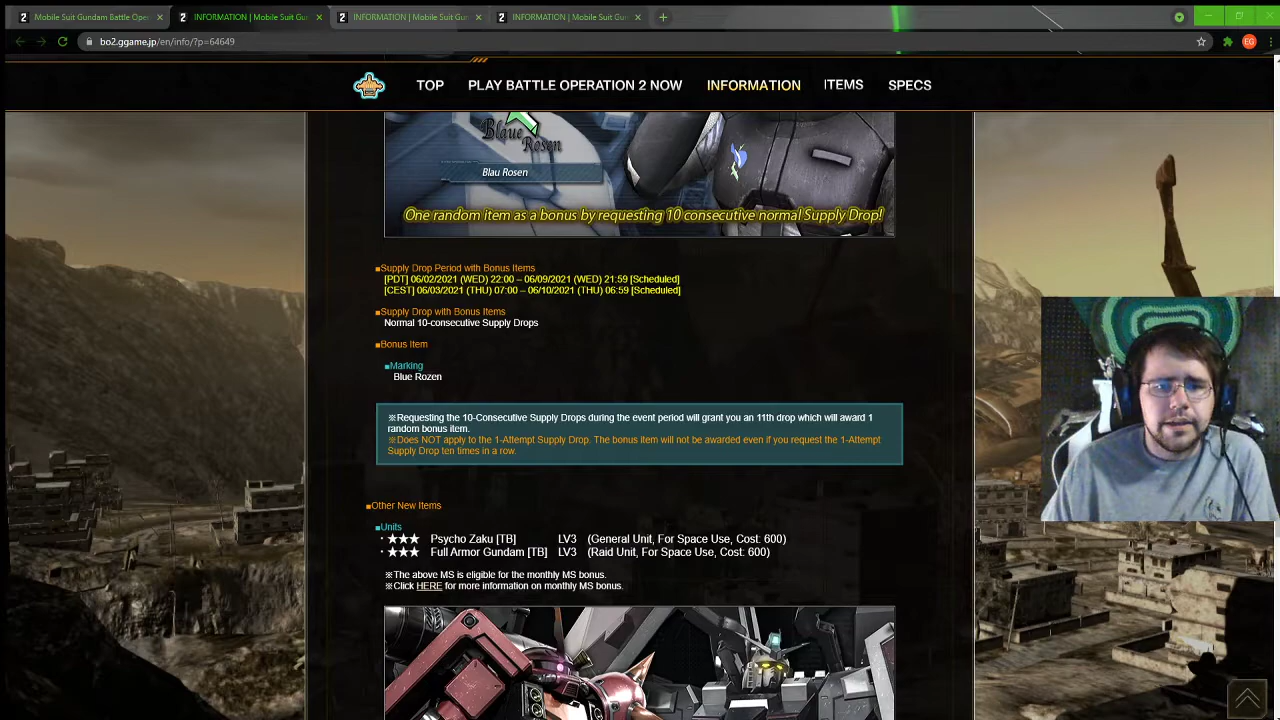 Mobile Suit Gundam Battle Oper
INFORMATION | Mobile Suit Gu
INFORMATION | Mobile Suit Gun
INFORMATION | Mobile Suit Gu
bo2.ggame.jp/en/info/?p=64649
EG
TOP
PLAY BATTLE OPERATION 2 NOW
INFORMATION
ITEMS
SPECS
Blaue
Rosen
Blau Rosen
One random item as a bonus by requesting 10 consecutive normal Supply Drop!
■Supply Drop Period with Bonus Items
[PDT] 06/02/2021 (WED) 22:00 – 06/09/2021 (WED) 21:59 [Scheduled]
[CEST] 06/03/2021 (THU) 07:00 – 06/10/2021 (THU) 06:59 [Scheduled]
■Supply Drop with Bonus Items
Normal 10-consecutive Supply Drops
■Bonus Item
■Marking
Blue Rozen
※Requesting the 10-Consecutive Supply Drops during the event period will grant you an 11th drop which will award 1
random bonus item.
※Does NOT apply to the 1-Attempt Supply Drop. The bonus item will not be awarded even if you request the 1-Attempt
Supply Drop ten times in a row.
■Other New Items
■Units
・★★★ Psycho Zaku [TB] LV3 (General Unit, For Space Use, Cost: 600)
・★★★ Full Armor Gundam [TB] LV3 (Raid Unit, For Space Use, Cost: 600)
※The above MS is eligible for the monthly MS bonus.
※Click HERE for more information on monthly MS bonus.